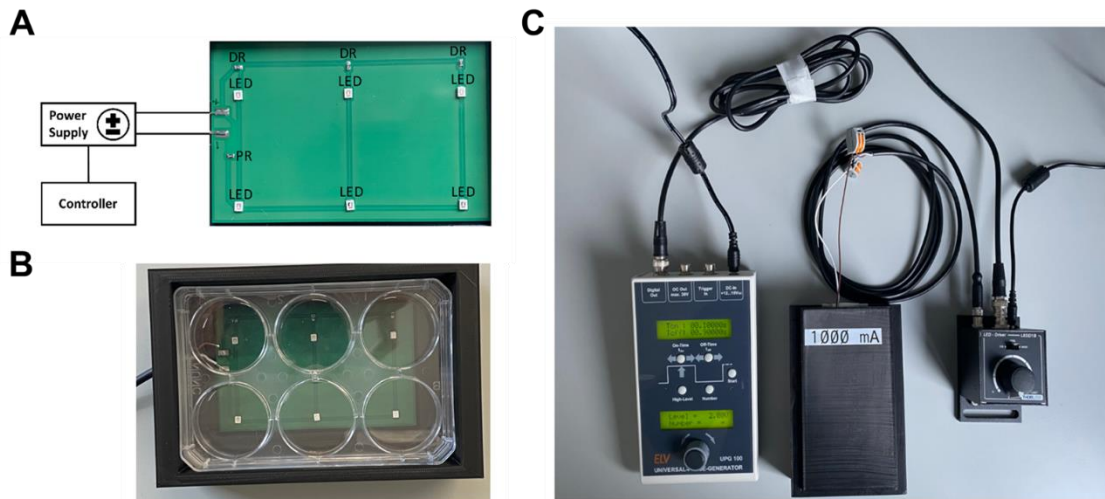 A
DR DR DR
LED LED LED
Power
Supply
PR
LED LED LED
Controller
B
C
Digital
Out
DC Out
max. 20V
Trigger
In
DC In
On-Time
Off-Time
Start
High-Level
Number
Level =
Number =
ELV
UPG 100
1000 mA
LED - Driver